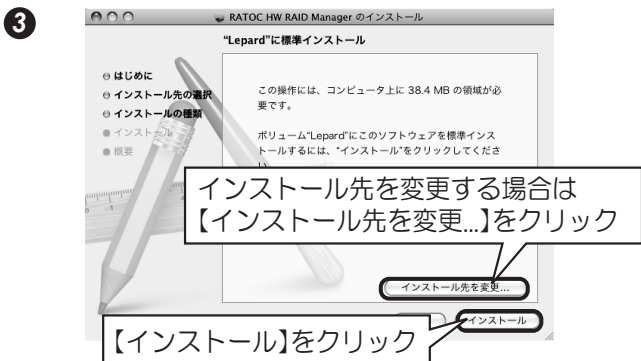 3
RATOC HW RAID Manager のインストール
“Lepard”に標準インストール
はじめに
インストール先の選択
インストールの種類
インストール
概要
この操作には、コンピュータ上に 38.4 MB の領域が必
要です。
ボリューム“Lepard”にこのソフトウェアを標準インス
トールするには、“インストール”をクリックしてくださ
い
インストール先を変更する場合は
【インストール先を変更...】をクリック
インストール先を変更...
インストール
【インストール】をクリック